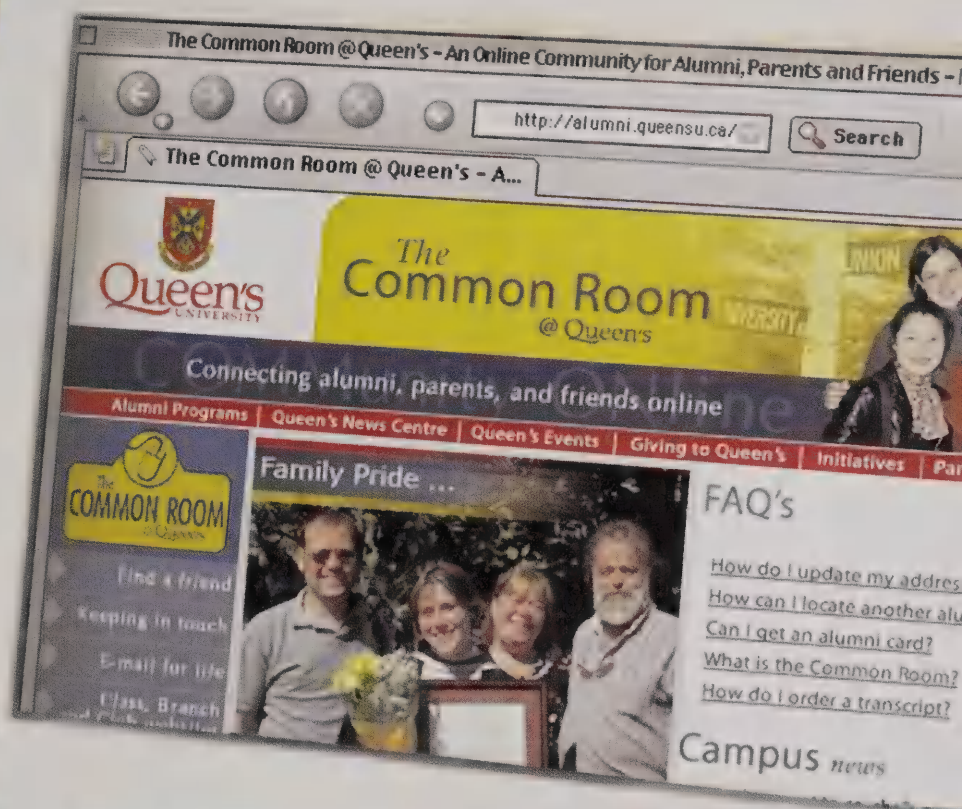 The Common Room @ Queen's - An Online Community for Alumni, Parents and Friends -
http://alumni.queensu.ca/
Search
The Common Room @ Queen's - A...
Queen's
UNIVERSITY
The
Common Room
@ Queen's
UNION
Connecting alumni, parents, and friends online
Alumni Programs | Queen's News Centre | Queen's Events | Giving to Queen's | Initiatives | Par
The
COMMON ROOM
@ Queen's
Find a friend
Keeping in touch
E-mail for life
Class, Branch
Family Pride ...
FAQ's
How do I update my addres
How can I locate another alu
Can I get an alumni card?
What is the Common Room?
How do I order a transcript?
Campus news